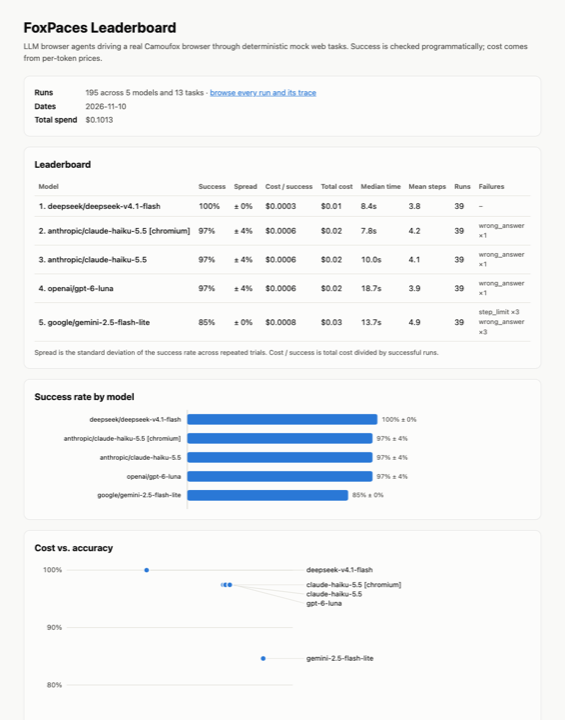 FoxPaces Leaderboard
LLM browser agents driving a real Camoufox browser through deterministic mock web tasks. Success is checked programmatically; cost comes
from per-token prices.
Runs 195 across 5 models and 13 tasks · browse every run and its trace
Dates 2026-11-10
Total spend $0.1013
Leaderboard
Model Success Spread Cost / success Total cost Median time Mean steps Runs Failures
1. deepseek/deepseek-v4.1-flash 100% ± 0% $0.0003 $0.01 8.4s 3.8 39 –
2. anthropic/claude-haiku-5.5 [chromium] 97% ± 4% $0.0006 $0.02 7.8s 4.2 39 wrong_answer
×1
3. anthropic/claude-haiku-5.5 97% ± 4% $0.0006 $0.02 10.0s 4.1 39 wrong_answer
×1
4. openai/gpt-6-luna 97% ± 4% $0.0006 $0.02 18.7s 3.9 39 wrong_answer
×1
5. google/gemini-2.5-flash-lite 85% ± 0% $0.0008 $0.03 13.7s 4.9 39 step_limit ×3
wrong_answer
×3
Spread is the standard deviation of the success rate across repeated trials. Cost / success is total cost divided by successful runs.
Success rate by model
deepseek/deepseek-v4.1-flash 100% ± 0%
anthropic/claude-haiku-5.5 [chromium] 97% ± 4%
anthropic/claude-haiku-5.5 97% ± 4%
openai/gpt-6-luna 97% ± 4%
google/gemini-2.5-flash-lite 85% ± 0%
Cost vs. accuracy
100% deepseek-v4.1-flash
claude-haiku-5.5 [chromium]
claude-haiku-5.5
gpt-6-luna
90%
gemini-2.5-flash-lite
80%